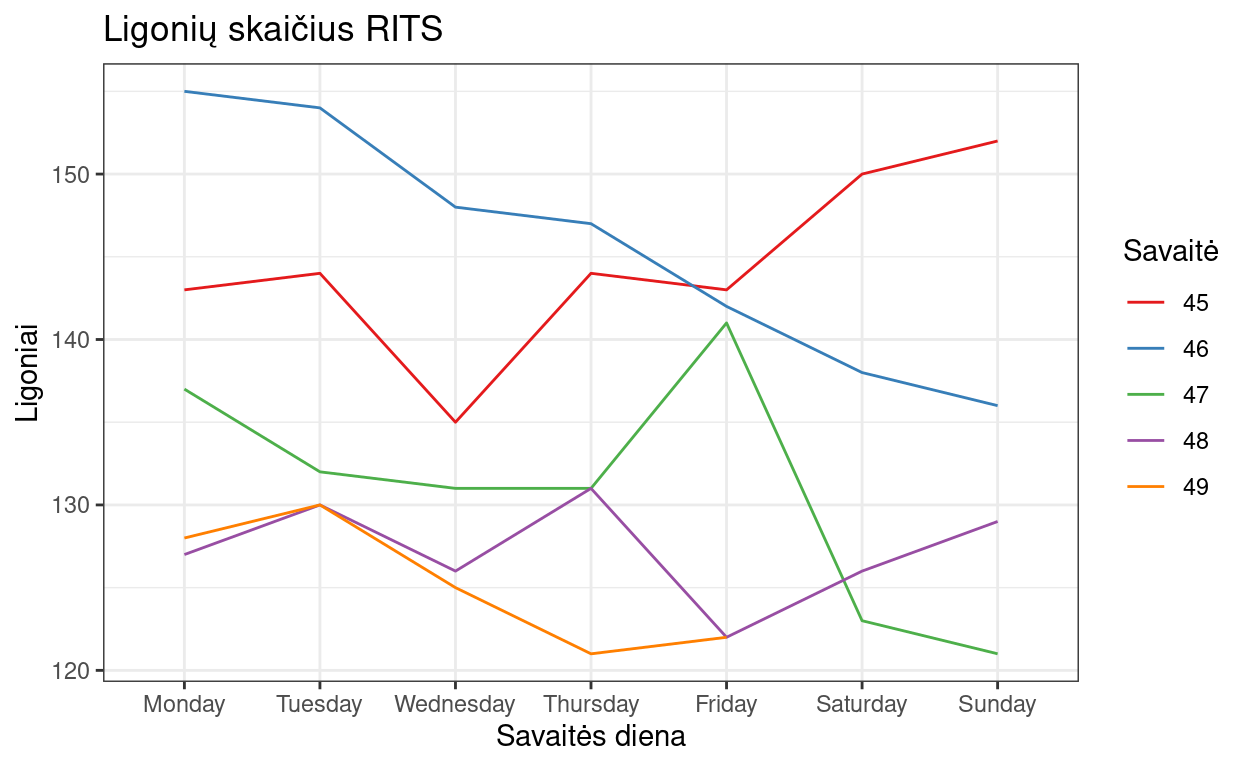 Ligonių skaičius RITS
Ligoniai
150
140
130
120
Monday Tuesday Wednesday Thursday Friday Saturday Sunday
Savaitės diena
Savaitė
45
46
47
48
49